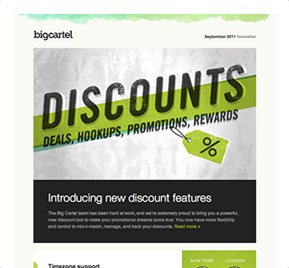 bigcartel
September 2011 Newsletter
DISCOUNTS
DEALS, HOOKUPS, PROMOTIONS, REWARDS
%
Introducing new discount features
The Big Cartel team has been hard at work, and we're extremely proud to bring you a powerful,
new discount tool to make your promotional dreams come true. You now have more flexibility
and control to mix-n-match, manage, and track your discounts. Read more »
Timezone support
NEW YORK
LONDON